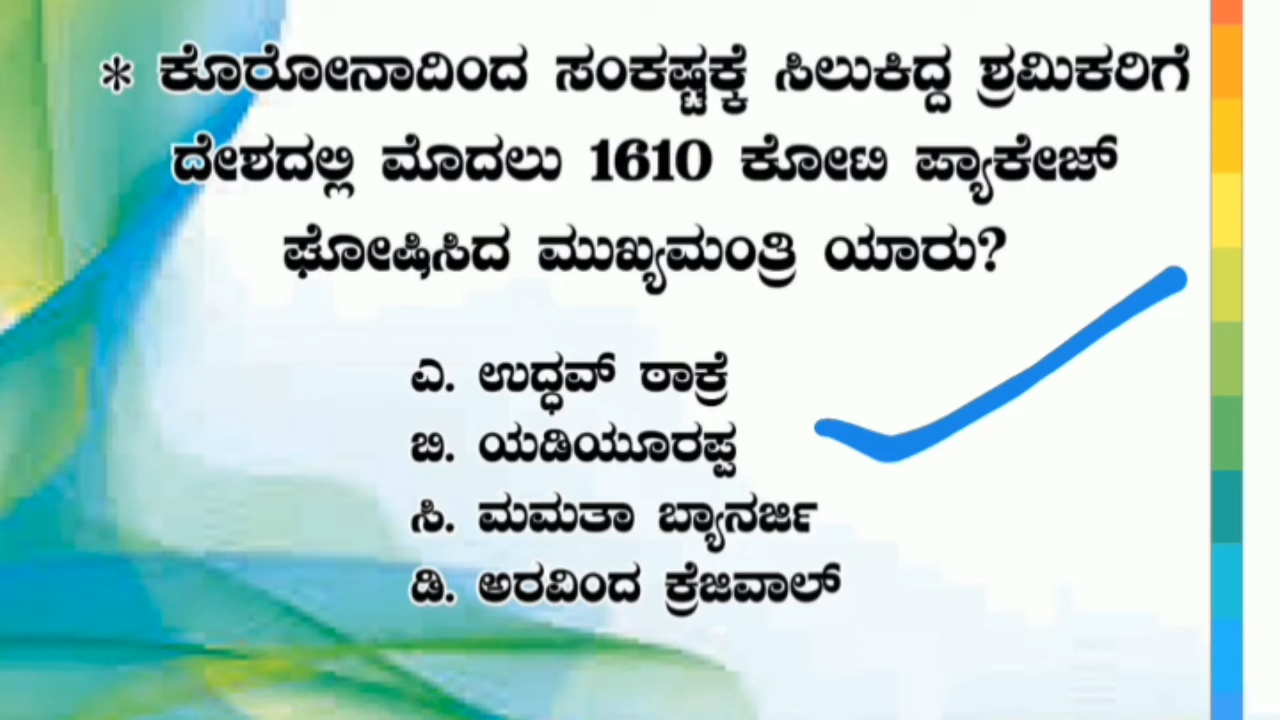 * ಕೊರೋನಾದಿಂದ ಸಂಕಷ್ಟಕ್ಕೆ ಸಿಲುಕಿದ್ದ ಶ್ರಮಿಕರಿಗೆ
ದೇಶದಲ್ಲಿ ಮೊದಲು 1610 ಕೋಟಿ ಪ್ಯಾಕೇಜ್
ಘೋಷಿಸಿದ ಮುಖ್ಯಮಂತ್ರಿ ಯಾರು?
ಎ. ಉದ್ಧವ್ ಠಾಕ್ರೆ
ಬಿ. ಯಡಿಯೂರಪ್ಪ
ಸಿ. ಮಮತಾ ಬ್ಯಾನರ್ಜಿ
ಡಿ. ಅರವಿಂದ ಕ್ರೆಜಿವಾಲ್